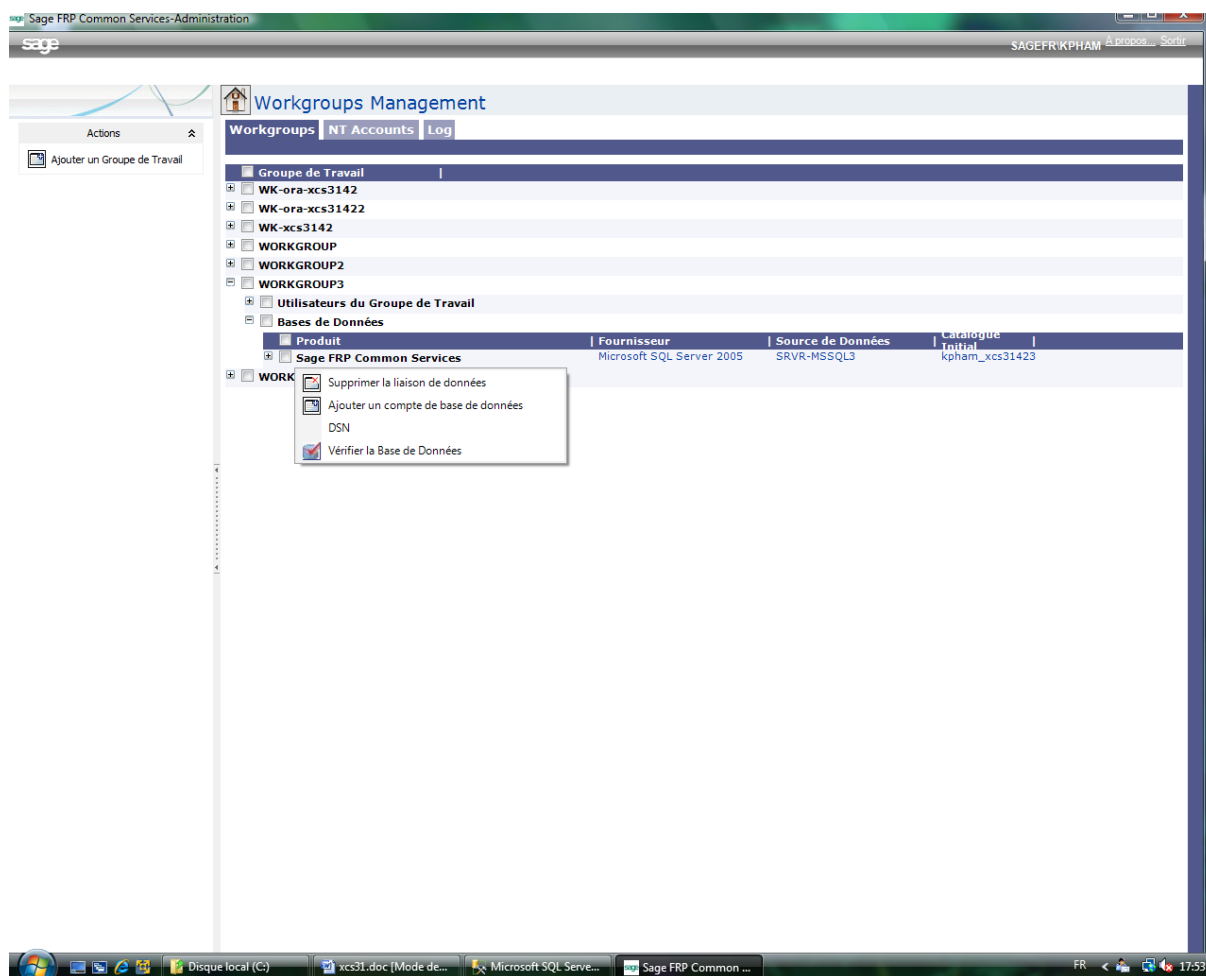 Sage FRP Common Services-Administration
sage
SAGEFR\KPHAM A propos... Sortir
Workgroups Management
Actions
Ajouter un Groupe de Travail
Workgroups NT Accounts Log
Groupe de Travail |
WK-ora-xcs3142
WK-ora-xcs31422
WK-xcs3142
WORKGROUP
WORKGROUP2
WORKGROUP3
Utilisateurs du Groupe de Travail
Bases de Données
Produit | Fournisseur | Source de Données | Catalogue Initial |
Sage FRP Common Services Microsoft SQL Server 2005 SRVR-MSSQL3 kpham_xcs31423
WORK
Supprimer la liaison de données
Ajouter un compte de base de données
DSN
Vérifier la Base de Données
Disque local (C:) xcs31.doc [Mode de... Microsoft SQL Serve... Sage FRP Common ... FR 17:53